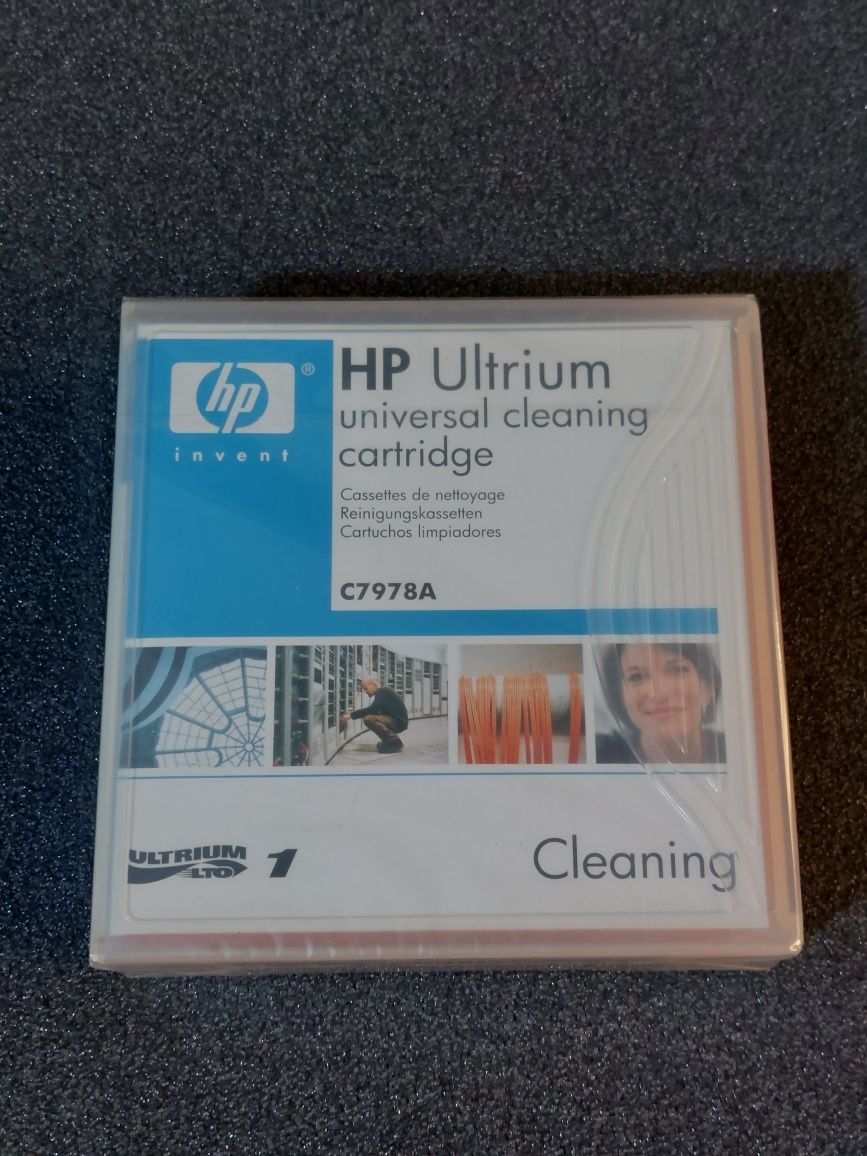 hp ®
invent
HP Ultrium
universal cleaning
cartridge
Cassettes de nettoyage
Reinigungskassetten
Cartuchos limpiadores
C7978A
ULTRIUM
LTO
1
Cleaning